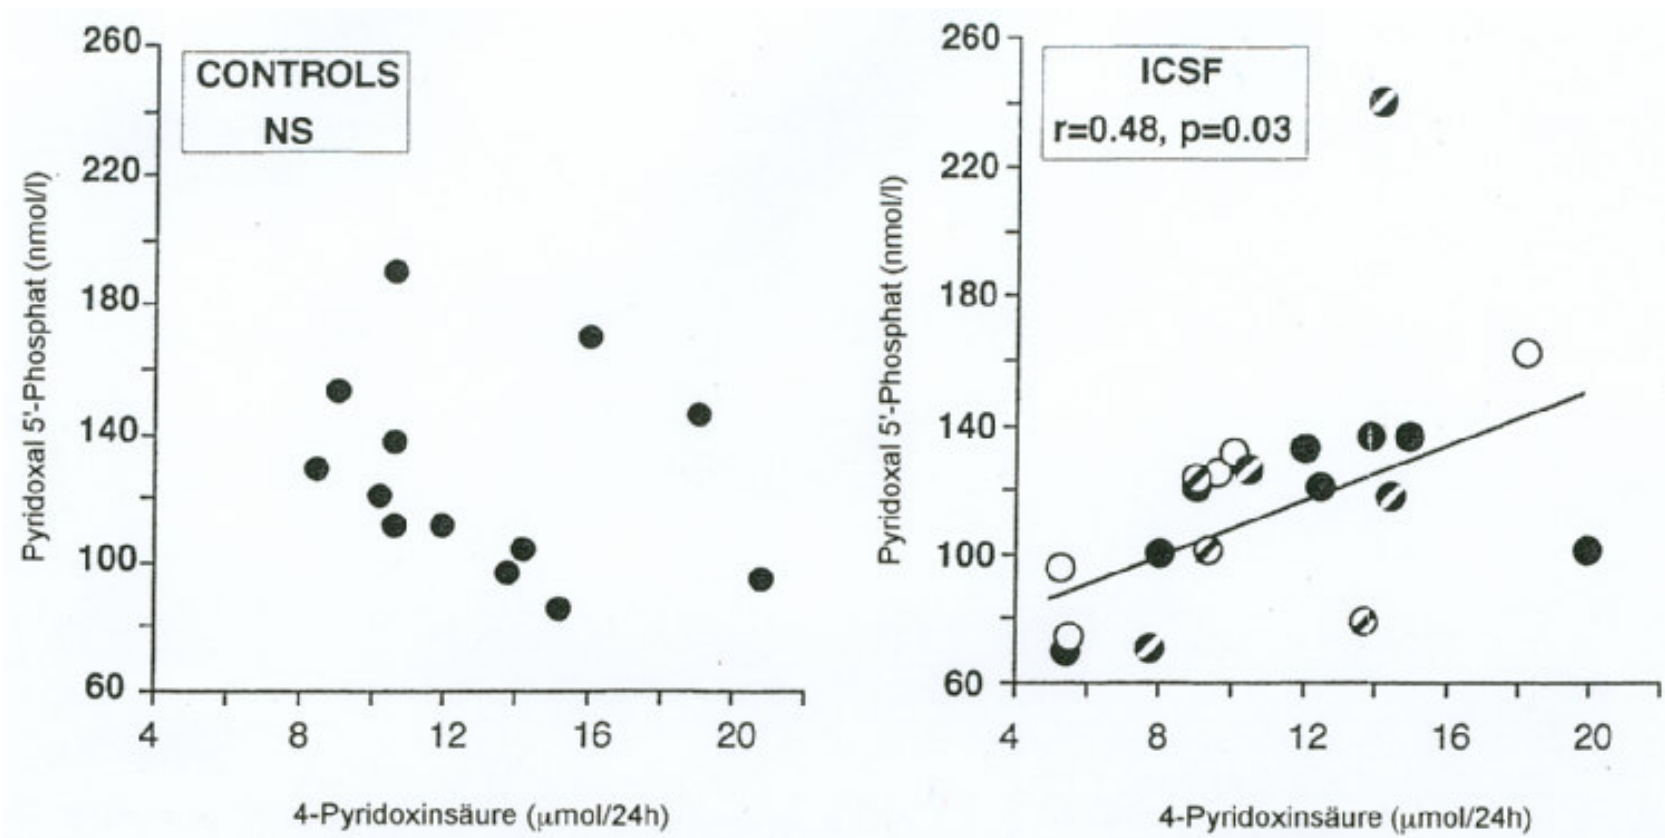 260
220
180
140
100
60
CONTROLS
NS
Pyridoxal 5'-Phosphat (nmol/l)
4 8 12 16 20
4-Pyridoxinsäure (μmol/24h)
260
220
180
140
100
60
ICSF
r=0.48, p=0.03
Pyridoxal 5'-Phosphat (nmol/l)
4 8 12 16 20
4-Pyridoxinsäure (μmol/24h)